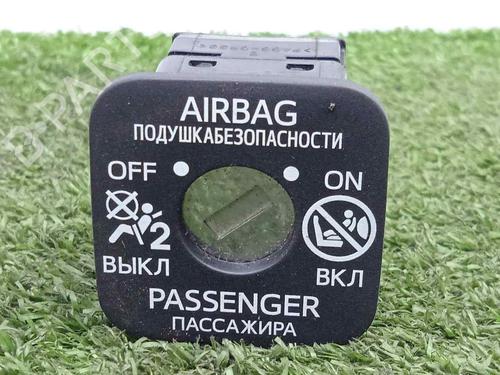 AIRBAG
ПОДУШКАБЕЗОПАСНОСТИ
OFF
ON
2
ВЫКЛ
ВКЛ
PASSENGER
ПАССАЖИРА